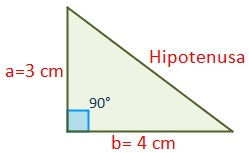 a=3 cm
Hipotenusa
90°
b= 4 cm